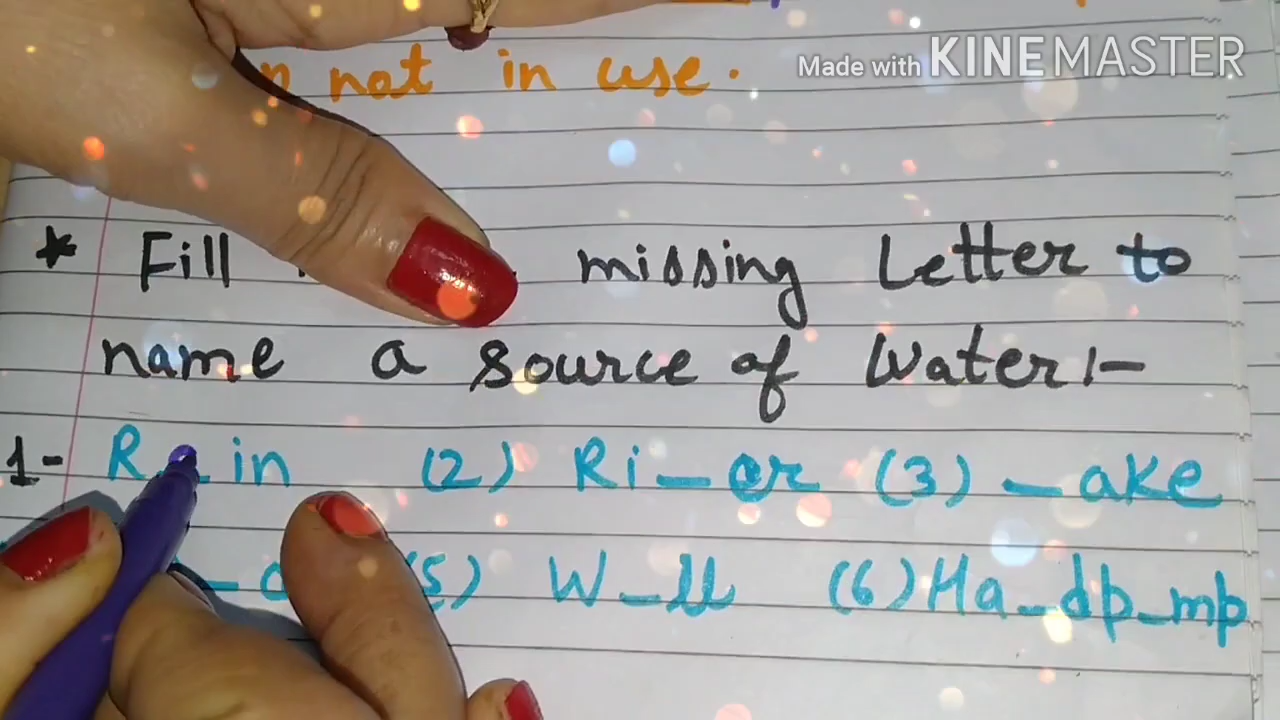 Made with KINEMASTER
not in use.
* Fill missing Letter to
name a source of Water:-
1- R_in (2) Ri_er (3) _ake
(5) W_ll (6) Ha_dp_mp